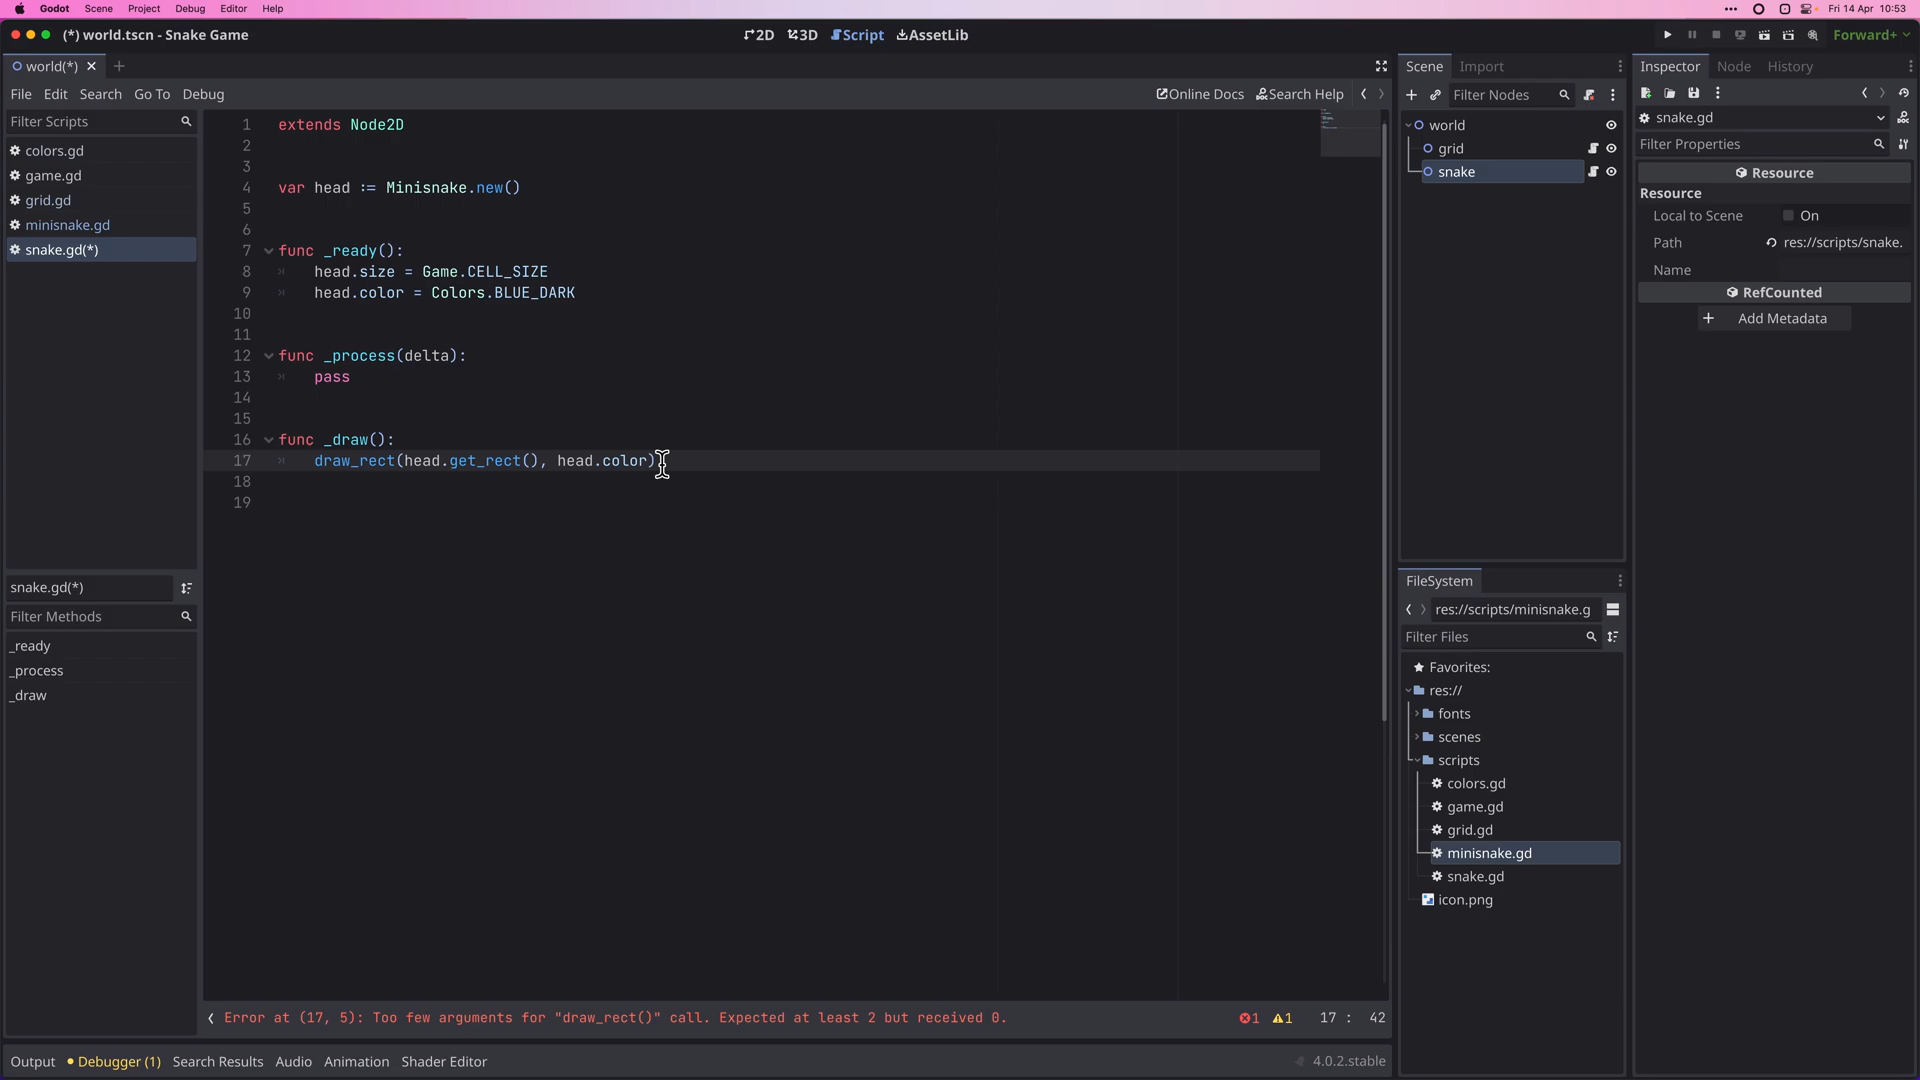 Godot Scene Project Debug Editor Help
Fri 14 Apr 10:53
(*) world.tscn - Snake Game
2D 3D Script AssetLib
Forward+
world(*)
File Edit Search Go To Debug
Online Docs Search Help
Filter Scripts
colors.gd
game.gd
grid.gd
minisnake.gd
snake.gd(*)
snake.gd(*)
Filter Methods
_ready
_process
_draw
1 extends Node2D
2
3
4 var head := Minisnake.new()
5
6
7 func _ready():
8 head.size = Game.CELL_SIZE
9 head.color = Colors.BLUE_DARK
10
11
12 func _process(delta):
13 pass
14
15
16 func _draw():
17 draw_rect(head.get_rect(), head.color)
18
19
Error at (17, 5): Too few arguments for "draw_rect()" call. Expected at least 2 but received 0.
1 1 17 : 42
Output Debugger (1) Search Results Audio Animation Shader Editor
4.0.2.stable
Scene Import
Filter Nodes
world
grid
snake
FileSystem
res://scripts/minisnake.g
Filter Files
Favorites:
res://
fonts
scenes
scripts
colors.gd
game.gd
grid.gd
minisnake.gd
snake.gd
icon.png
Inspector Node History
snake.gd
Filter Properties
Resource
Resource
Local to Scene On
Path res://scripts/snake.
Name
RefCounted
Add Metadata